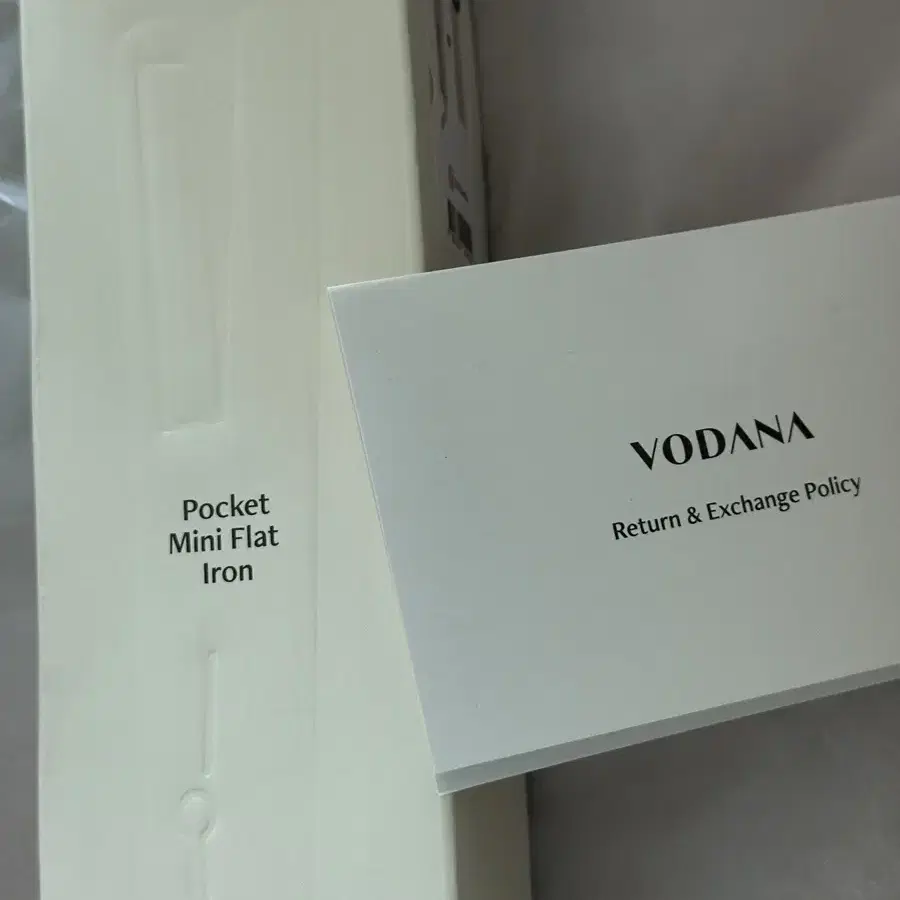 Pocket
Mini Flat
Iron
VODANA
Return & Exchange Policy